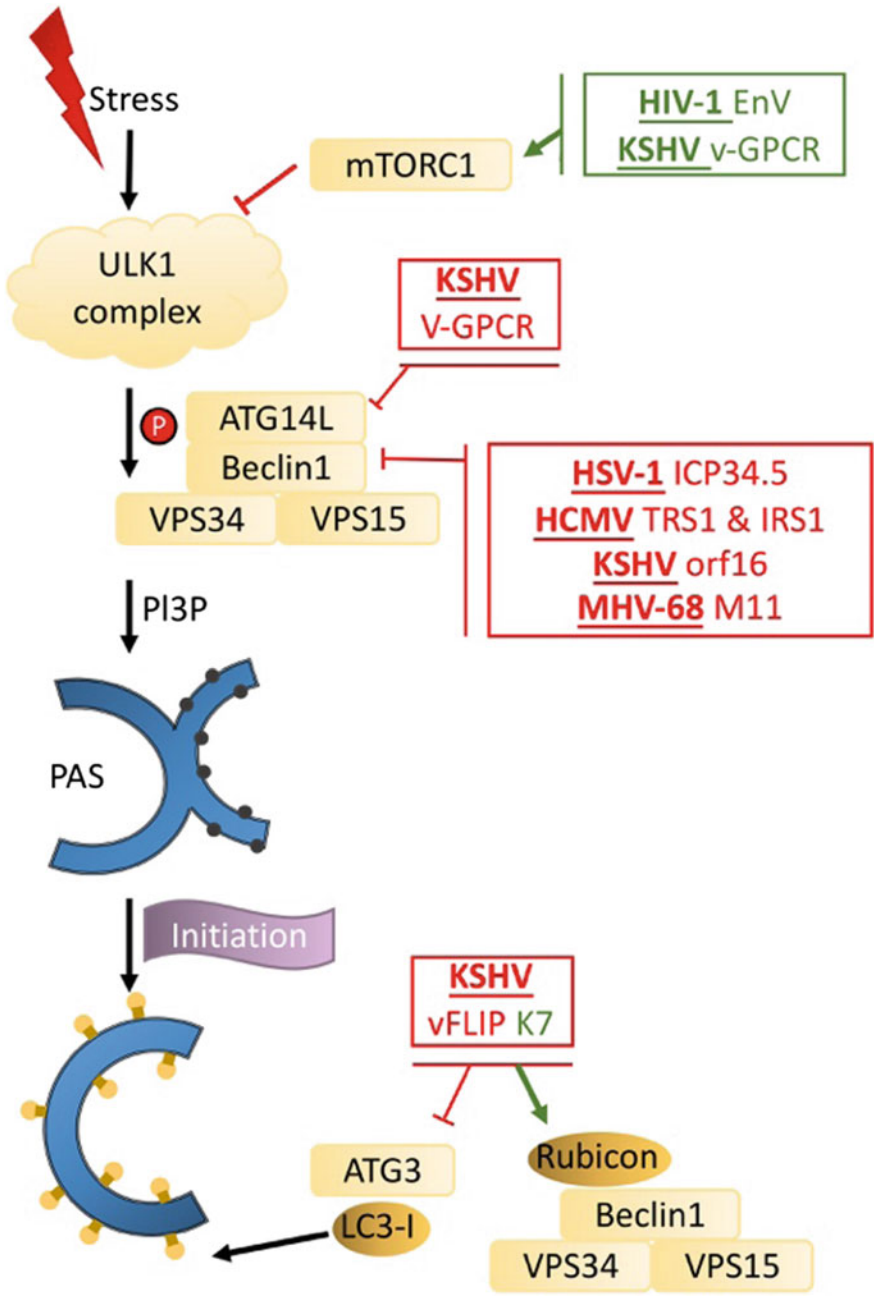 Stress
mTORC1
HIV-1 EnV
KSHV v-GPCR
ULK1
complex
KSHV
V-GPCR
P
ATG14L
Beclin1
VPS34
VPS15
HSV-1 ICP34.5
HCMV TRS1 & IRS1
KSHV orf16
MHV-68 M11
PI3P
PAS
Initiation
KSHV
vFLIP K7
ATG3
LC3-I
Rubicon
Beclin1
VPS34
VPS15